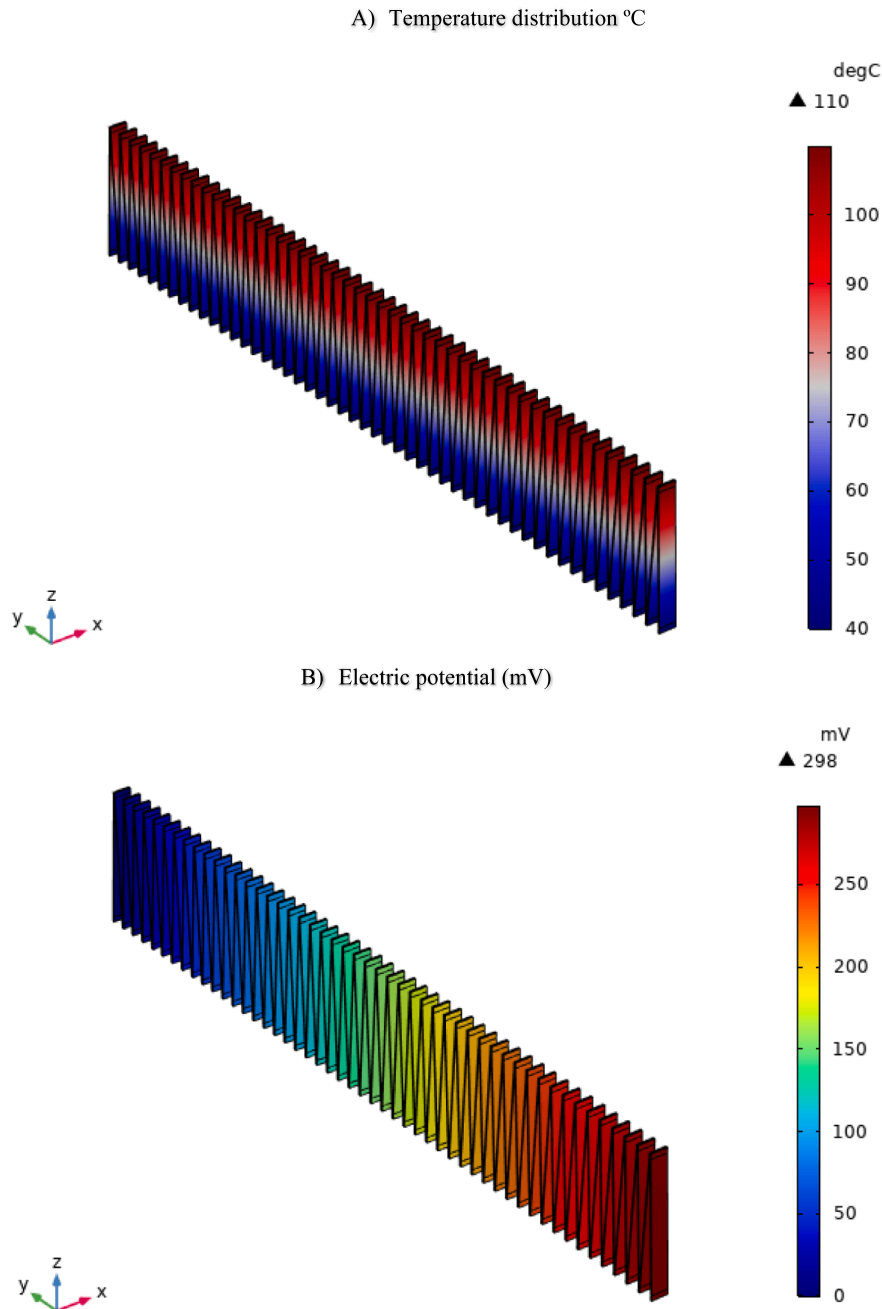 A) Temperature distribution ºC
degC
▲ 110
100
90
80
70
60
50
40
z
y
x
B) Electric potential (mV)
mV
▲ 298
250
200
150
100
50
0
z
y
x